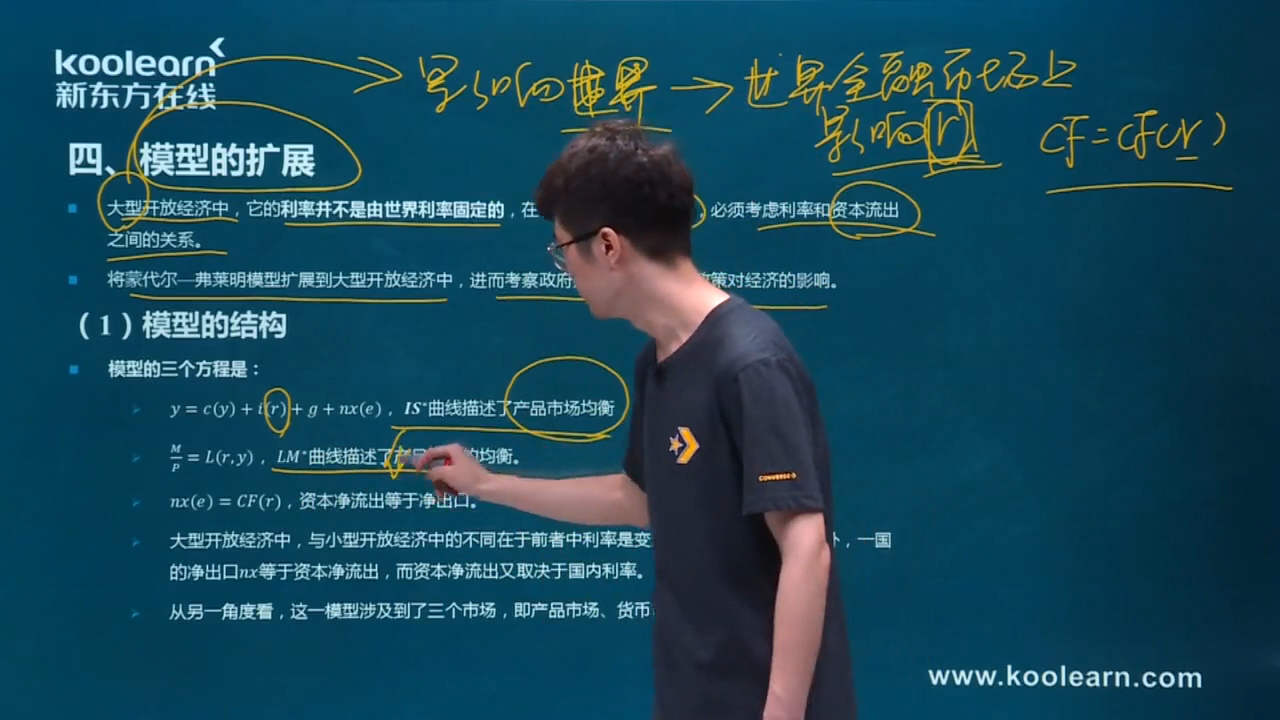 koolearn
新东方在线
影响世界 → 世界金融市场上
影响r
CF=CF(r)
四、模型的扩展
大型开放经济中，它的利率并不是由世界利率固定的，在 ，必须考虑利率和资本流出
之间的关系。
将蒙代尔—弗莱明模型扩展到大型开放经济中，进而考察政府 策对经济的影响。
（1）模型的结构
模型的三个方程是：
y = c(y) + i(r) + g + nx(e)，IS*曲线描述了产品市场均衡
M/P = L(r, y)，LM*曲线描述了 的均衡。
nx(e) = CF(r)，资本净流出等于净出口。
大型开放经济中，与小型开放经济中的不同在于前者中利率是变 ，一国
的净出口nx等于资本净流出，而资本净流出又取决于国内利率。
从另一角度看，这一模型涉及到了三个市场，即产品市场、货币
CONVERSE
www.koolearn.com